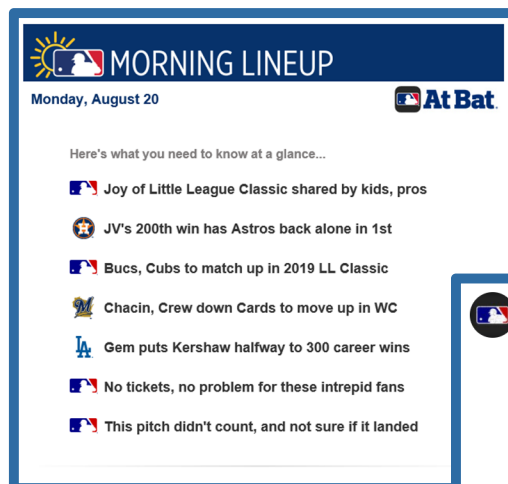 MORNING LINEUP
Monday, August 20
At Bat.
Here's what you need to know at a glance...
Joy of Little League Classic shared by kids, pros
JV's 200th win has Astros back alone in 1st
Bucs, Cubs to match up in 2019 LL Classic
Chacin, Crew down Cards to move up in WC
LA Gem puts Kershaw halfway to 300 career wins
No tickets, no problem for these intrepid fans
This pitch didn't count, and not sure if it landed